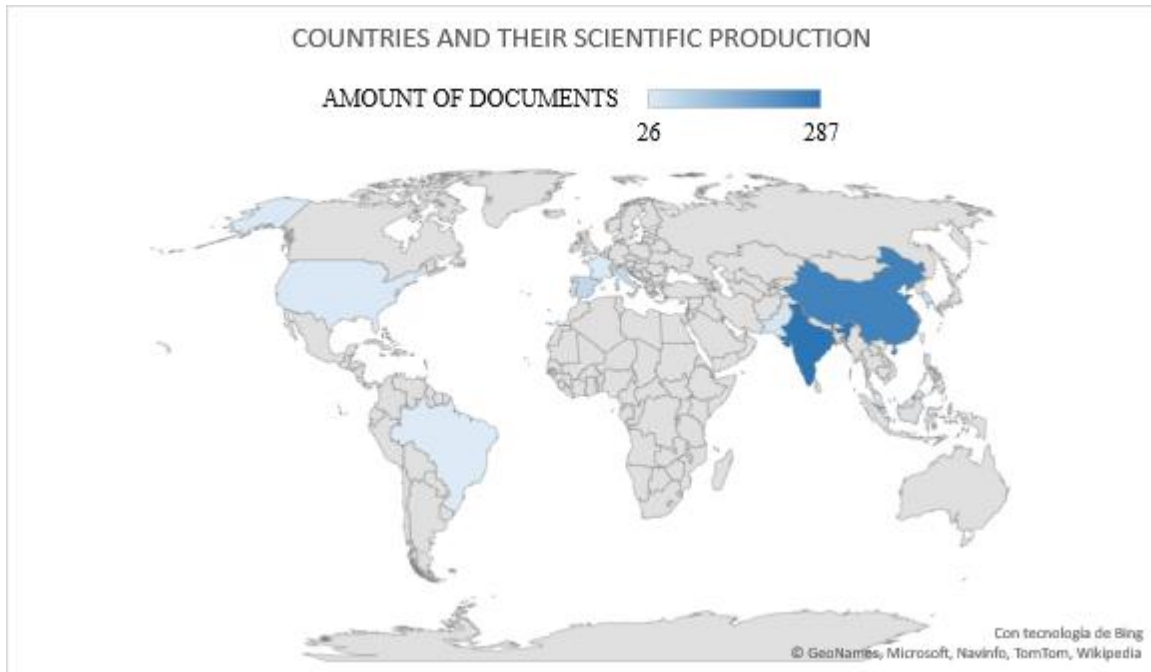 COUNTRIES AND THEIR SCIENTIFIC PRODUCTION
AMOUNT OF DOCUMENTS
26 287
Con tecnología de Bing
© GeoNames, Microsoft, Navinfo, TomTom, Wikipedia